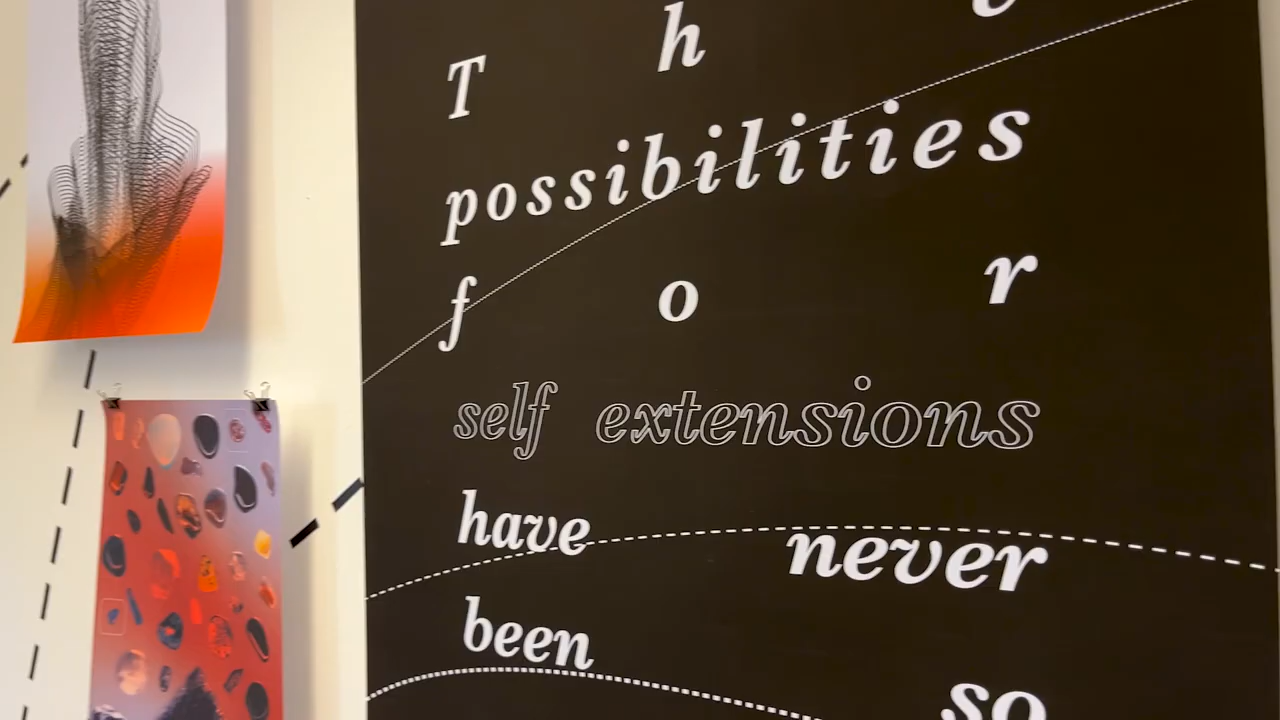 T h e
possibilities
f o r
self extensions
have never
been
so